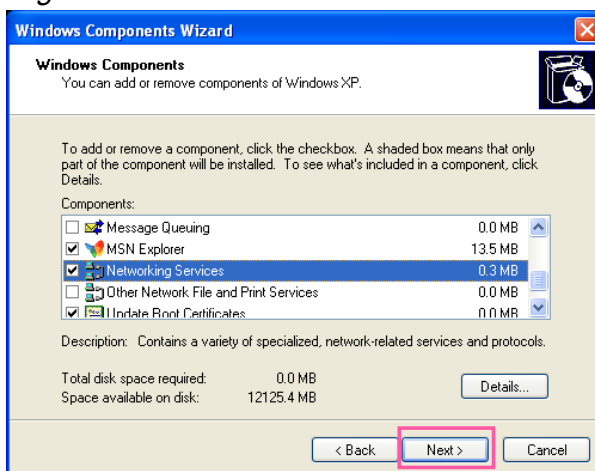 Windows Components Wizard
Windows Components
You can add or remove components of Windows XP.
To add or remove a component, click the checkbox. A shaded box means that only
part of the component will be installed. To see what's included in a component, click
Details.
Components:
Message Queuing 0.0 MB
MSN Explorer 13.5 MB
Networking Services 0.3 MB
Other Network File and Print Services 0.0 MB
Update Root Certificates 0.0 MB
Description: Contains a variety of specialized, network-related services and protocols.
Total disk space required: 0.0 MB
Space available on disk: 12125.4 MB
Details...
< Back Next > Cancel